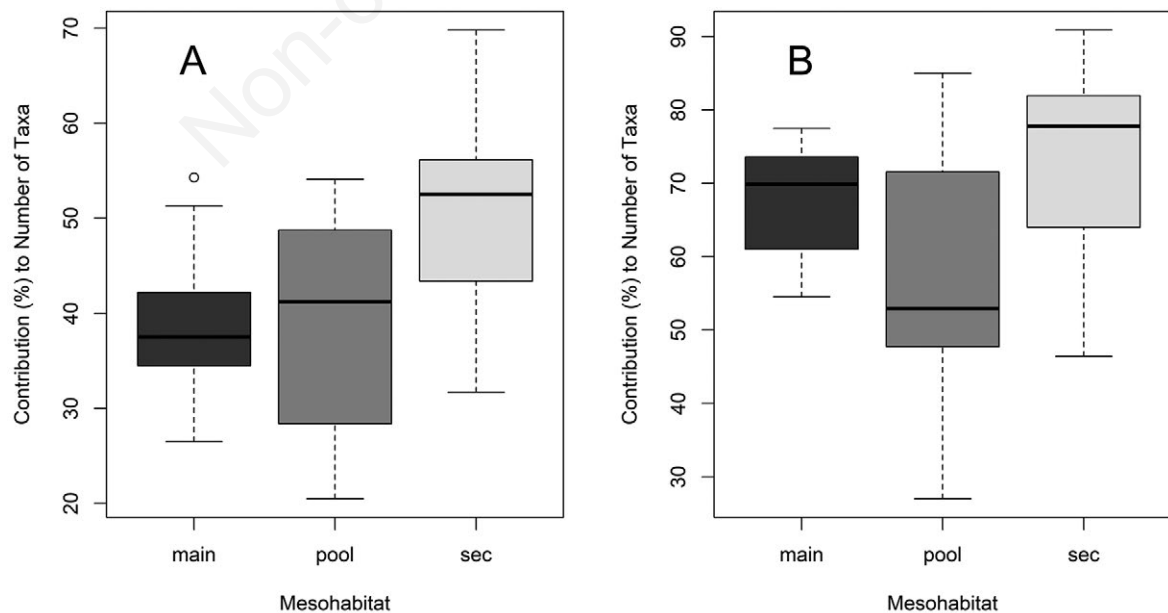 Non-
A
Contribution (%) to Number of Taxa
70
60
50
40
30
20
main pool sec
Mesohabitat
B
Contribution (%) to Number of Taxa
90
80
70
60
50
40
30
main pool sec
Mesohabitat